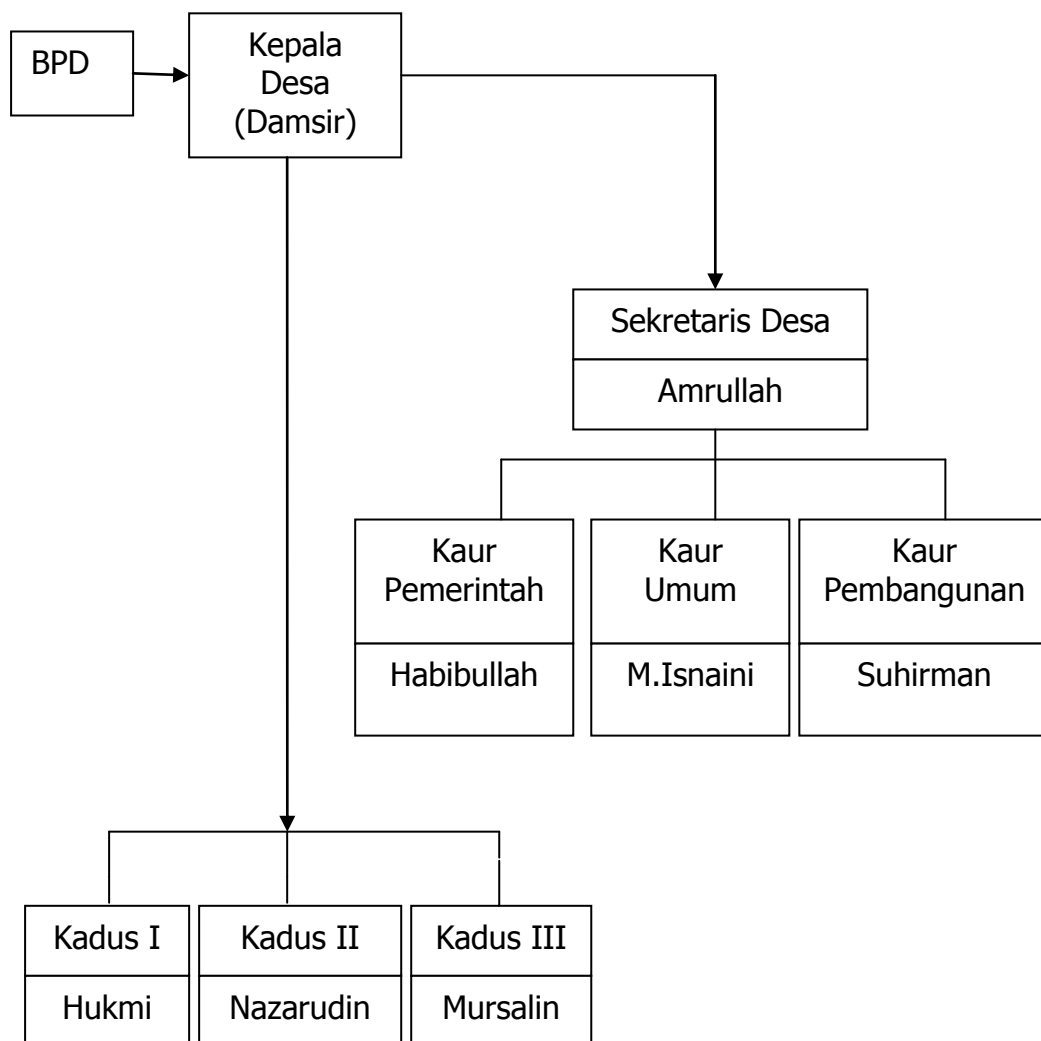 BPD
Kepala
Desa
(Damsir)
Sekretaris Desa
Amrullah
Kaur
Pemerintah
Habibullah
Kaur
Umum
M.Isnaini
Kaur
Pembangunan
Suhirman
Kadus I
Hukmi
Kadus II
Nazarudin
Kadus III
Mursalin